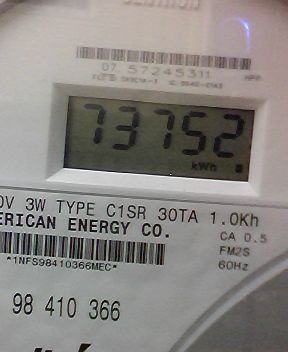 07 57245311
73752
kWh
0V 3W TYPE C1SR 30TA 1.0Kh
ERICAN ENERGY CO.
CA 0.5
FM2S
60Hz
*1NFS98410366MEC*
98 410 366